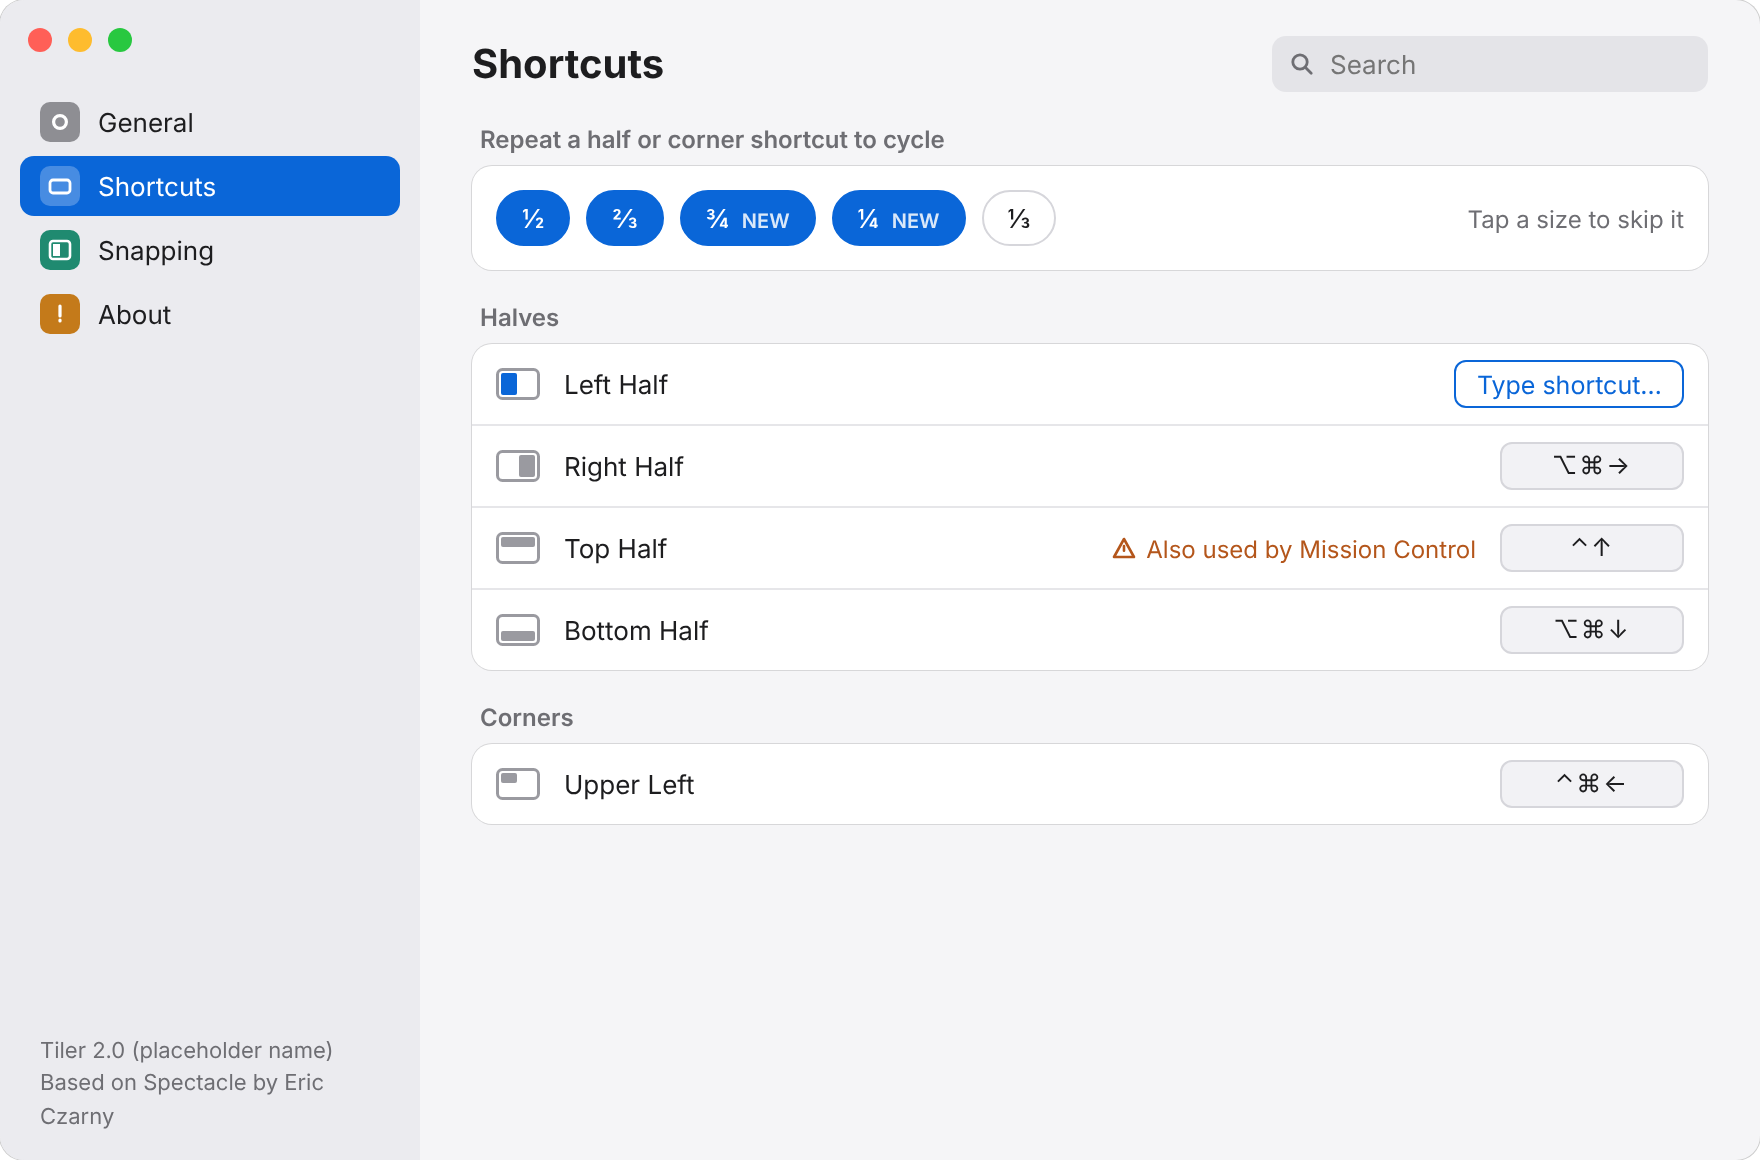 General
Shortcuts
Snapping
About
Tiler 2.0 (placeholder name)
Based on Spectacle by Eric
Czarny
Shortcuts
Search
Repeat a half or corner shortcut to cycle
½ ⅔ ¾ NEW ¼ NEW ⅓ Tap a size to skip it
Halves
Left Half Type shortcut...
Right Half ⌥⌘→
Top Half Also used by Mission Control ^↑
Bottom Half ⌥⌘↓
Corners
Upper Left ^⌘←